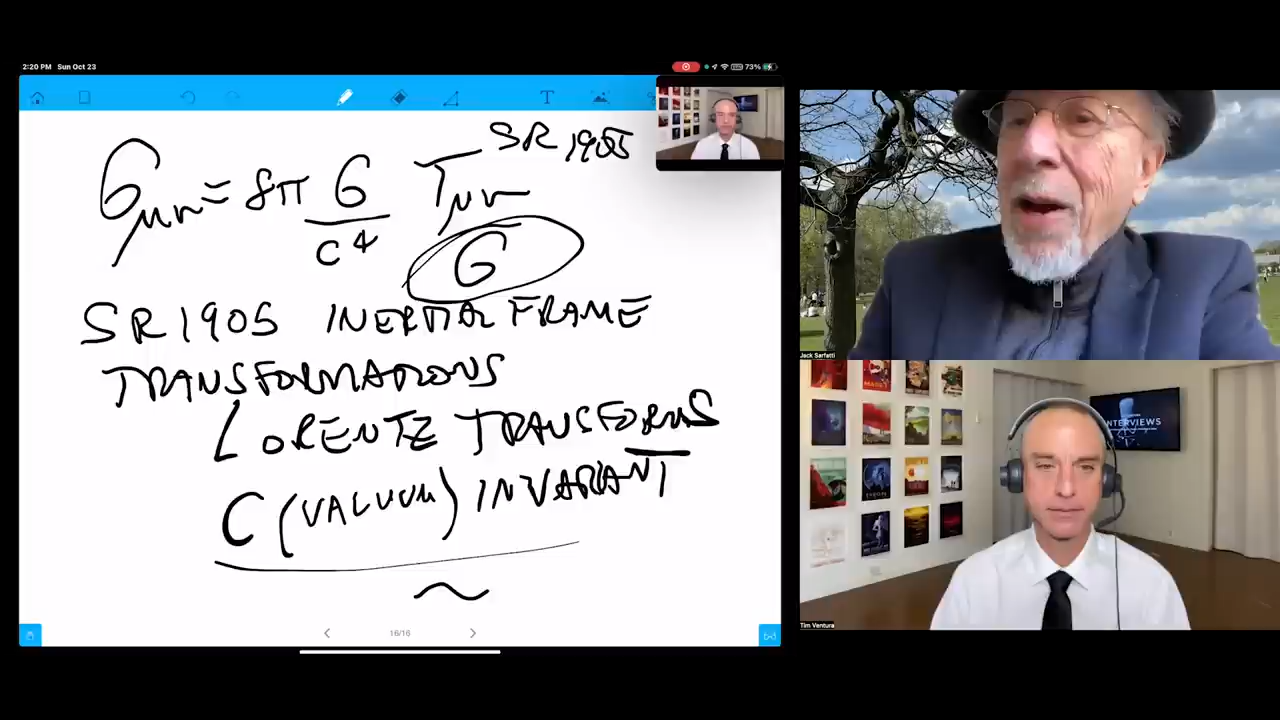 2:20 PM Sun Oct 23
73%
T
SR 1905
Gμν = 8π G/c⁴ Tμν
G
SR 1905 INERTIAL FRAME
TRANSFORMATIONS
LORENTZ TRANSFORMS
C (VACUUM) INVARIANT
~
16/16
Jack Sarfatti
INTERVIEWS
Tim Ventura